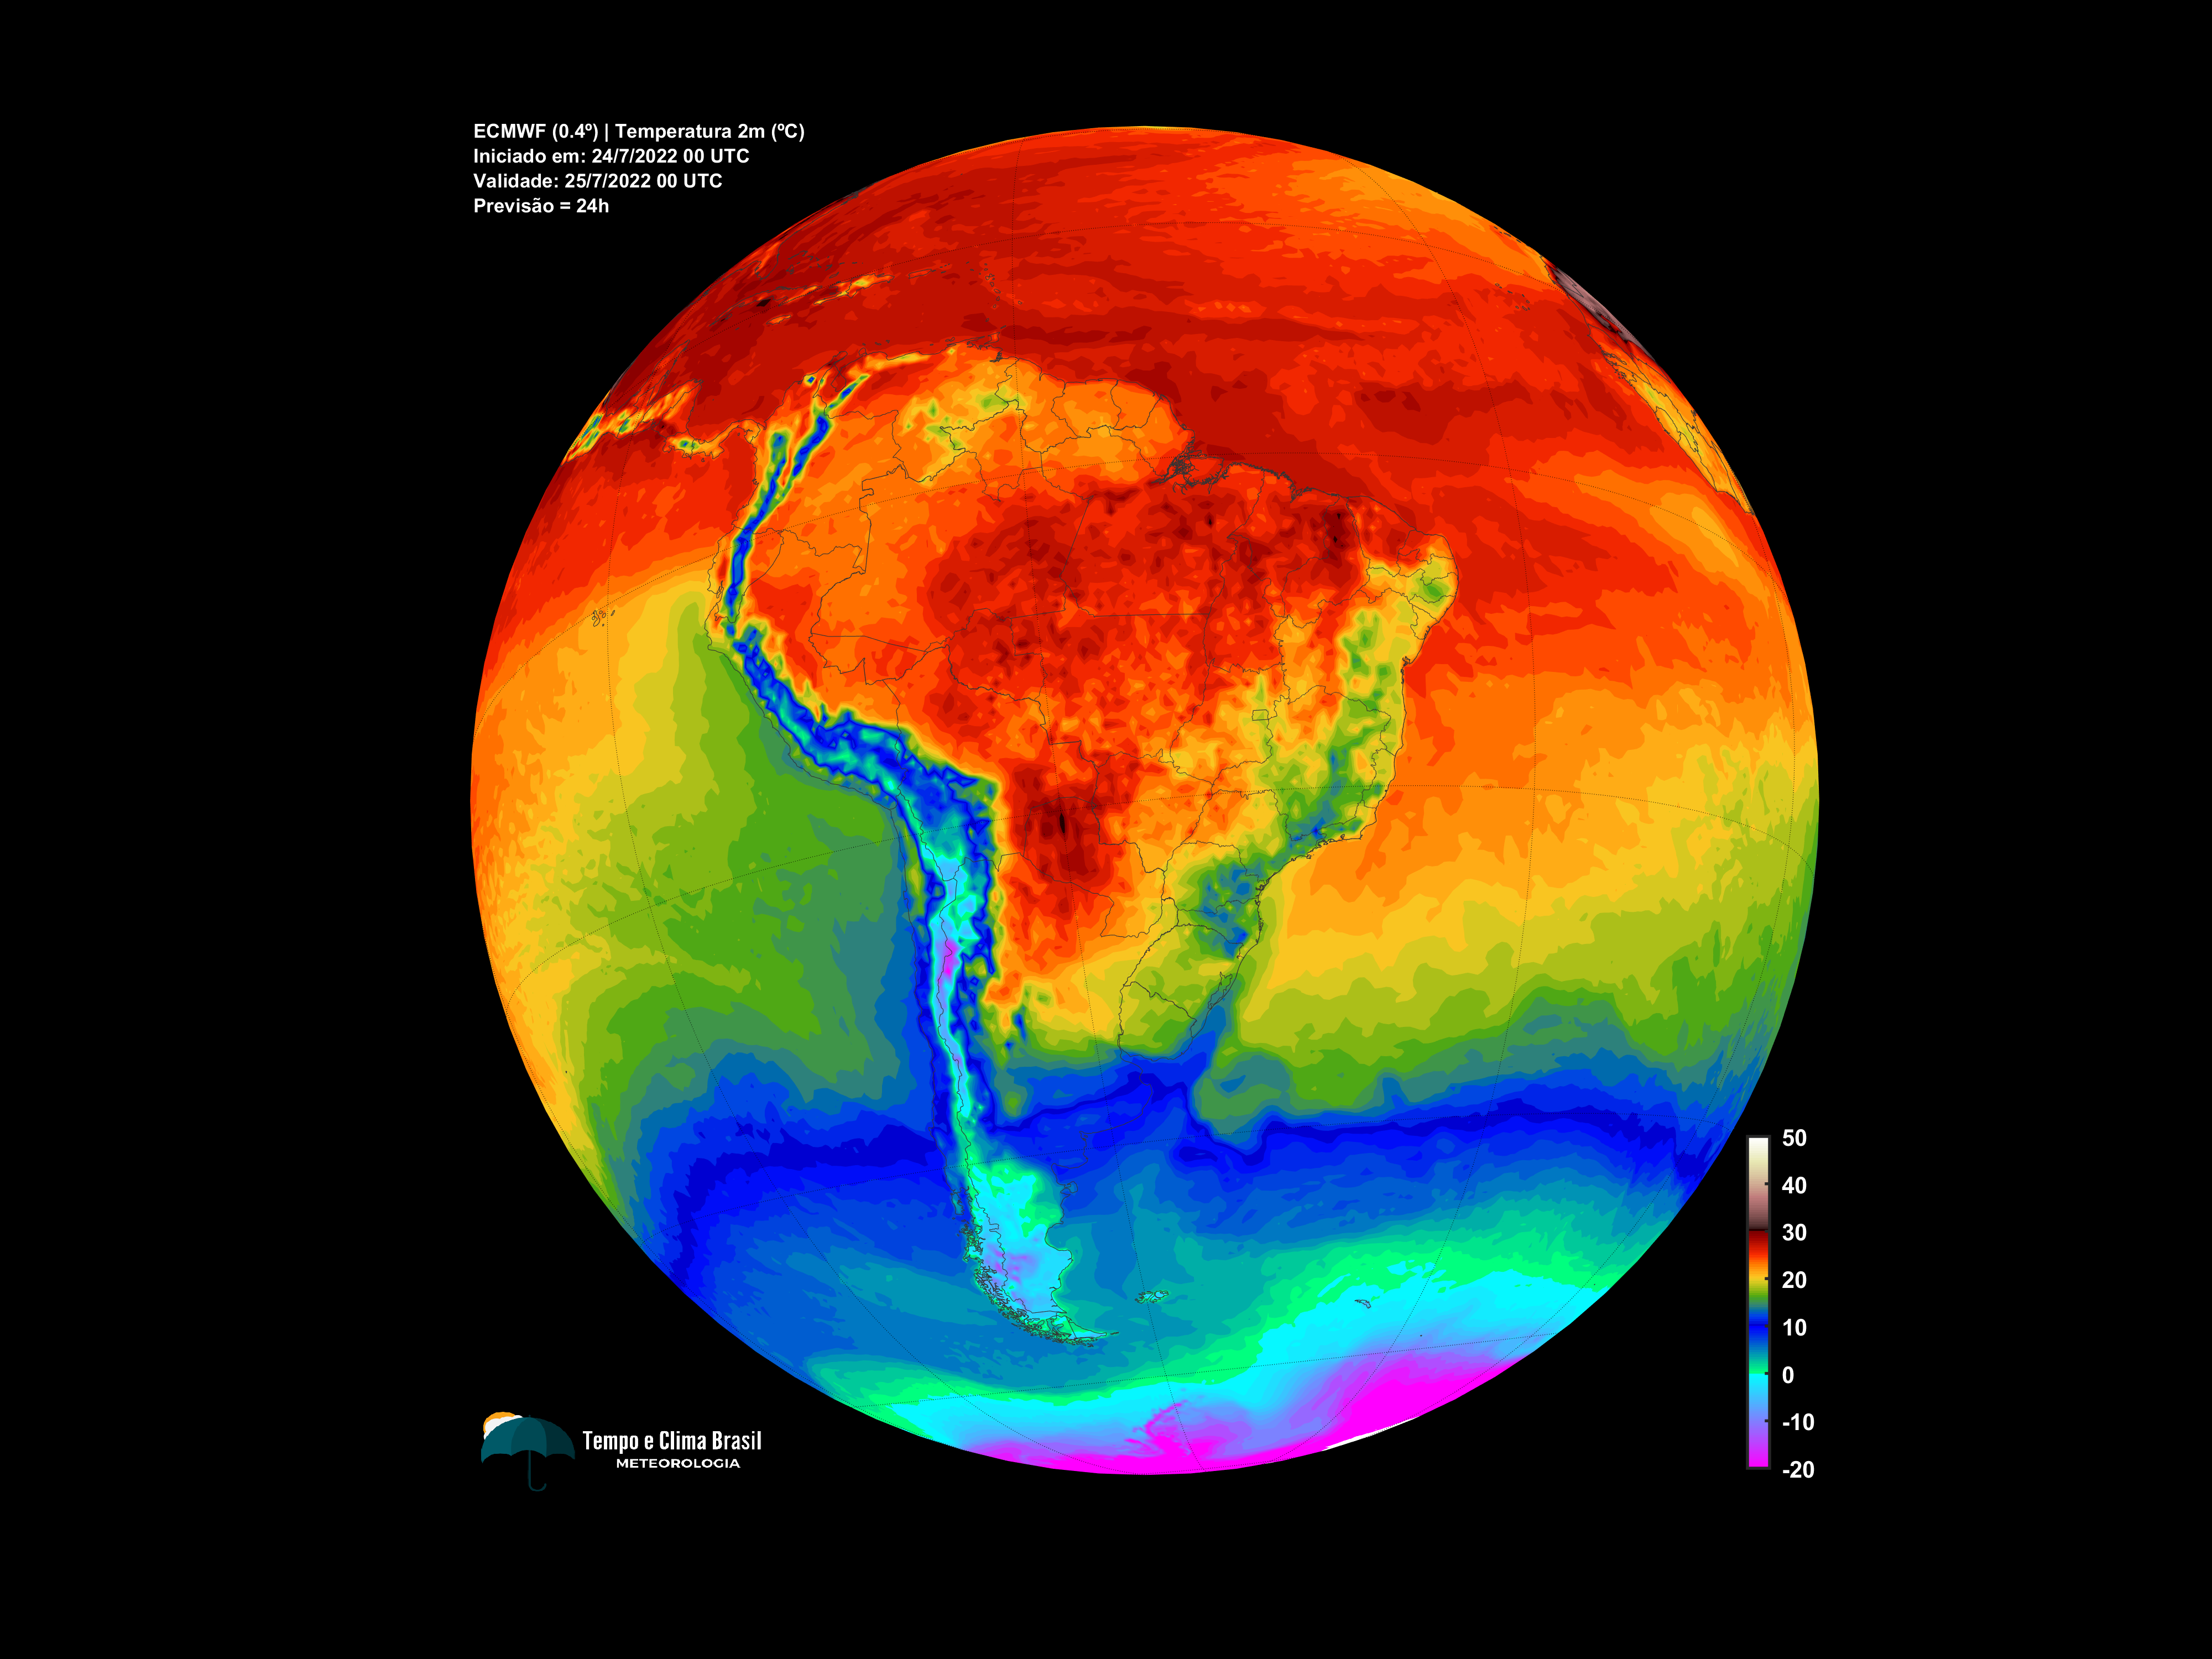 ECMWF (0.4º) | Temperatura 2m (ºC)
Iniciado em: 24/7/2022 00 UTC
Validade: 25/7/2022 00 UTC
Previsão = 24h
50
40
30
20
10
0
-10
-20
Tempo e Clima Brasil
METEOROLOGIA